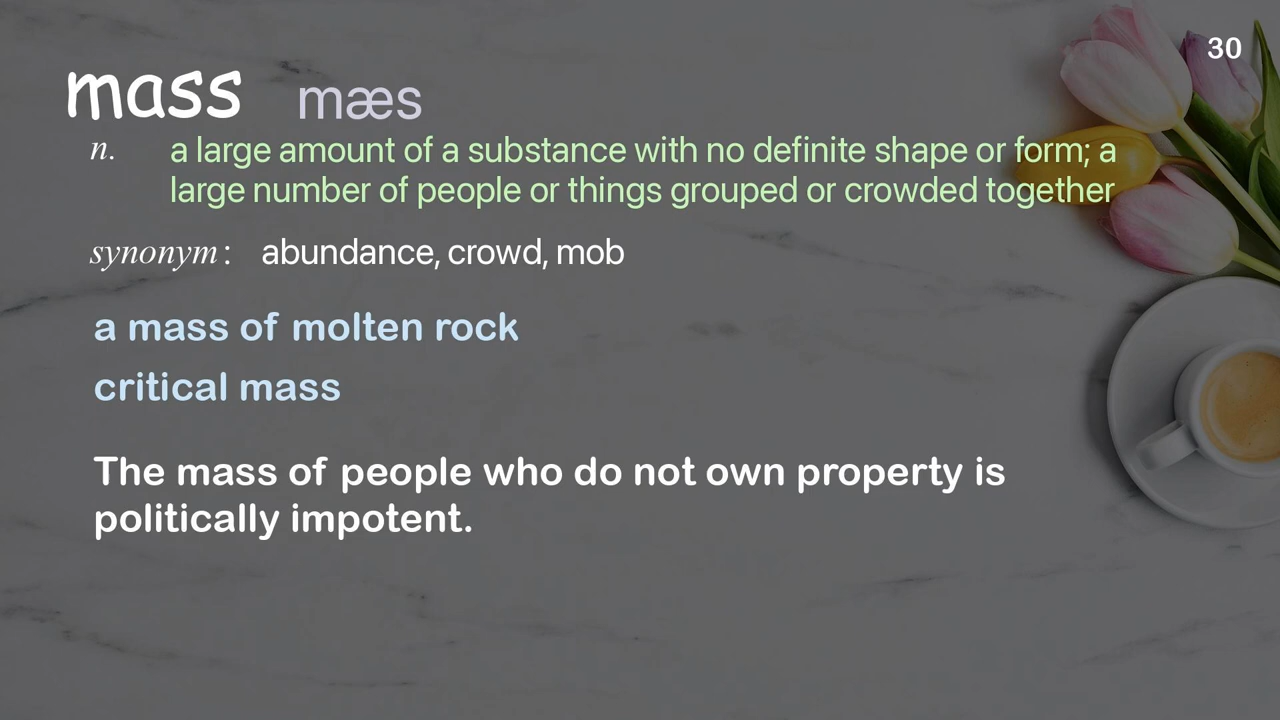 30
mass mæs
n. a large amount of a substance with no definite shape or form; a
large number of people or things grouped or crowded together
synonym: abundance, crowd, mob
a mass of molten rock
critical mass
The mass of people who do not own property is
politically impotent.